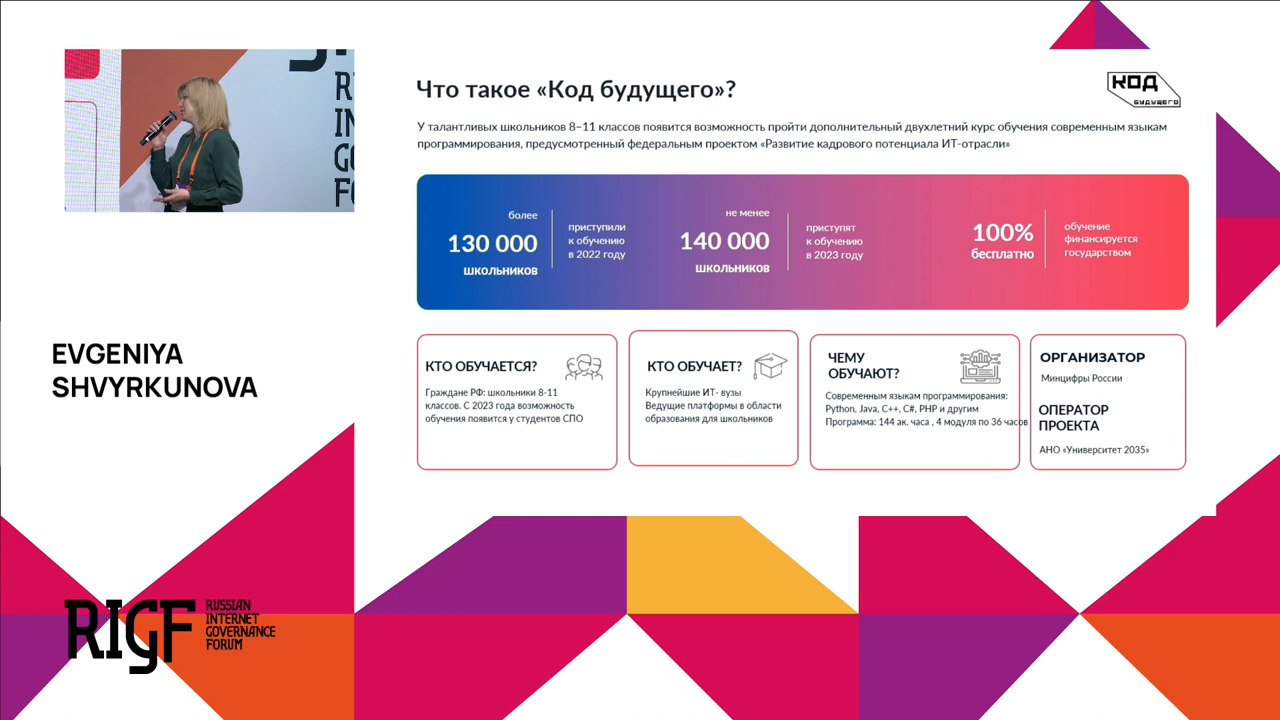 Что такое «Код будущего»?
КОД
БУДУЩЕГО
У талантливых школьников 8–11 классов появится возможность пройти дополнительный двухлетний курс обучения современным языкам
программирования, предусмотренный федеральным проектом «Развитие кадрового потенциала ИТ-отрасли»
более
130 000
школьников
приступили
к обучению
в 2022 году
не менее
140 000
школьников
приступят
к обучению
в 2023 году
100%
бесплатно
обучение
финансируется
государством
КТО ОБУЧАЕТСЯ?
Граждане РФ: школьники 8-11
классов. С 2023 года возможность
обучения появится у студентов СПО
КТО ОБУЧАЕТ?
Крупнейшие ИТ- вузы
Ведущие платформы в области
образования для школьников
ЧЕМУ
ОБУЧАЮТ?
Современным языкам программирования:
Python, Java, C++, C#, PHP и другим
Программа: 144 ак. часа , 4 модуля по 36 часов
ОРГАНИЗАТОР
Минцифры России
ОПЕРАТОР
ПРОЕКТА
АНО «Университет 2035»
EVGENIYA
SHVYRKUNOVA
RIGF
RUSSIAN
INTERNET
GOVERNANCE
FORUM